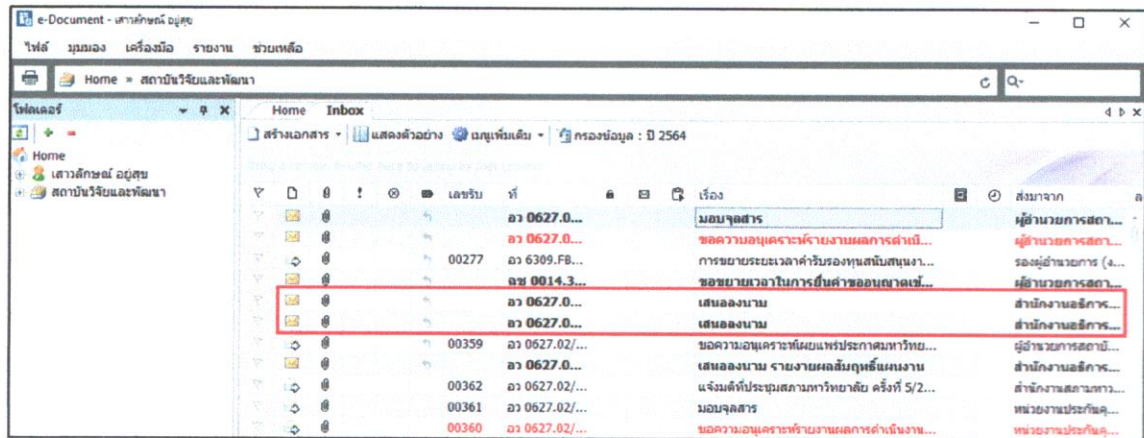 e-Document - เสาวลักษณ์ อยู่สุข
ไฟล์ มุมมอง เครื่องมือ รายงาน ช่วยเหลือ
Home » สถาบันวิจัยและพัฒนา
โฟลเดอร์
Home Inbox
สร้างเอกสาร แสดงตัวอย่าง เมนูเพิ่มเติม กรองข้อมูล : ปี 2564
Home
เสาวลักษณ์ อยู่สุข
สถาบันวิจัยและพัฒนา
เลขรับ ที่ เรื่อง ส่งมาจาก
อว 0627.0... มอบจุลสาร ผู้อำนวยการสถา...
อว 0627.0... ขอความอนุเคราะห์รายงานผลการดำเนิ... ผู้อำนวยการสถา...
00277 อว 6309.FB... การขยายระยะเวลาคำรับรองทุนสนับสนุนงา... รองผู้อำนวยการ (ง...
ฉช 0014.3... ขอขยายเวลาในการยื่นคำขออนุญาตเข้... ผู้อำนวยการสถา...
อว 0627.0... เสนอลงนาม สำนักงานอธิการ...
อว 0627.0... เสนอลงนาม สำนักงานอธิการ...
00359 อว 0627.02/... ขอความอนุเคราะห์เผยแพร่ประกาศมหาวิทย... ผู้อำนวยการสถาบั...
อว 0627.0... เสนอลงนาม รายงานผลสัมฤทธิ์แผนงาน สำนักงานอธิการ...
00362 อว 0627.02/... แจ้งมติที่ประชุมสภามหาวิทยาลัย ครั้งที่ 5/2... สำนักงานสภามหาว...
00361 อว 0627.02/... มอบจุลสาร หน่วยงานประกันคุ...
00360 อว 0627.02/... ขอความอนุเคราะห์รายงานผลการดำเนินงาน... หน่วยงานประกันคุ...